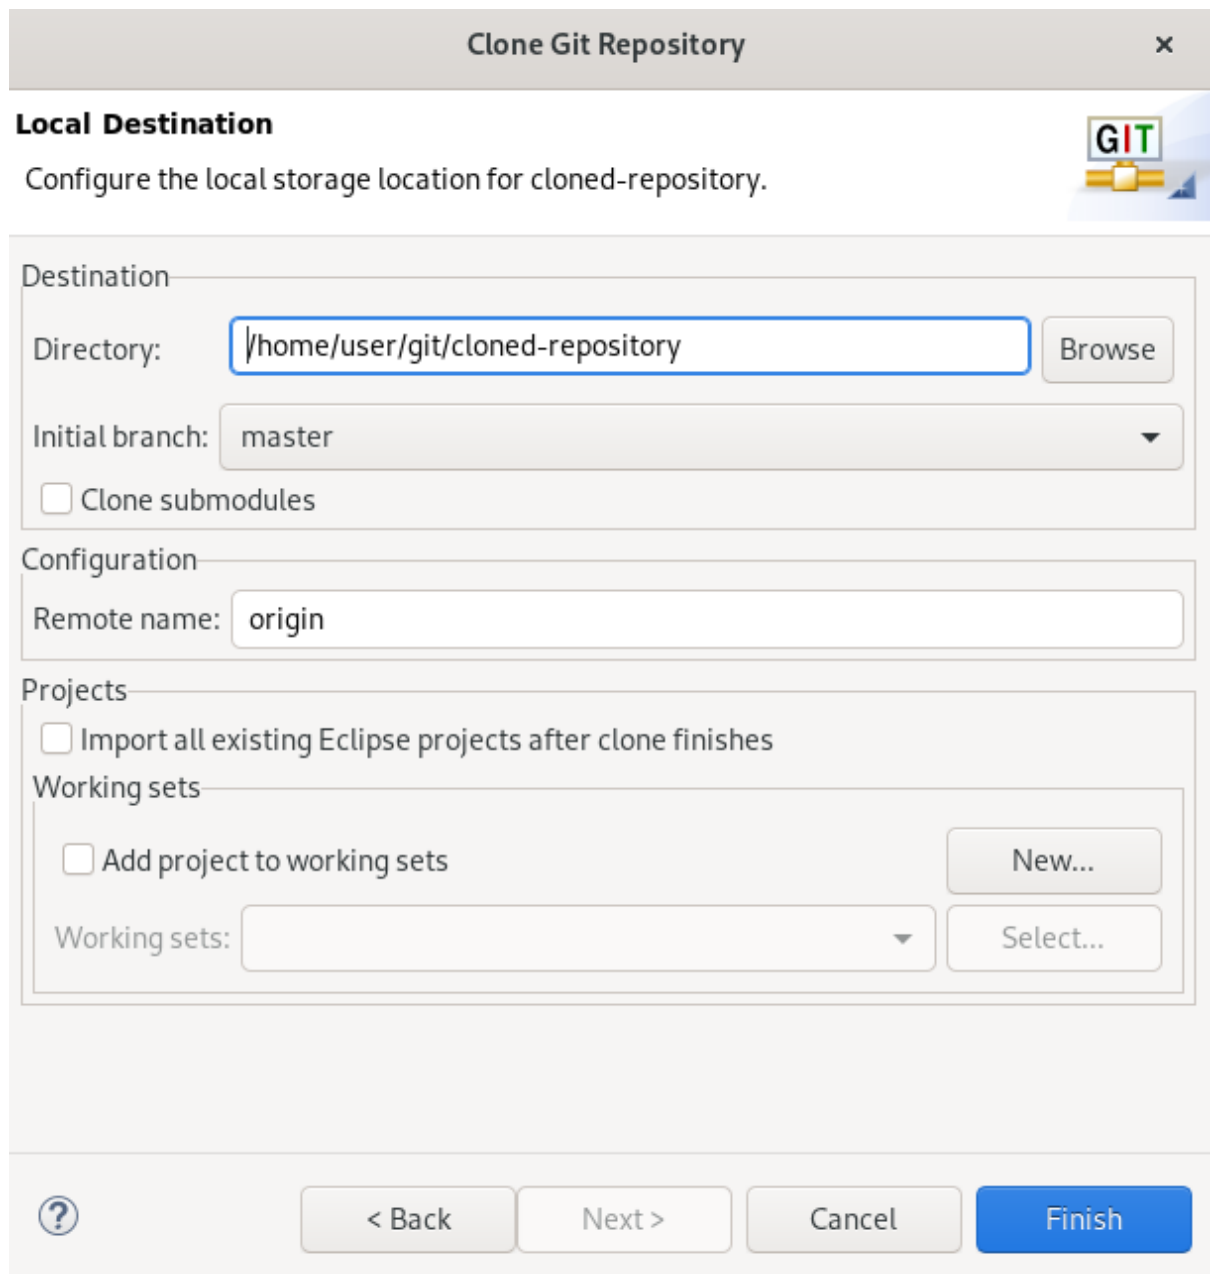 Clone Git Repository ×
Local Destination
GIT
Configure the local storage location for cloned-repository.
Destination
Directory: /home/user/git/cloned-repository Browse
Initial branch: master
Clone submodules
Configuration
Remote name: origin
Projects
Import all existing Eclipse projects after clone finishes
Working sets
Add project to working sets New...
Working sets: Select...
? < Back Next > Cancel Finish